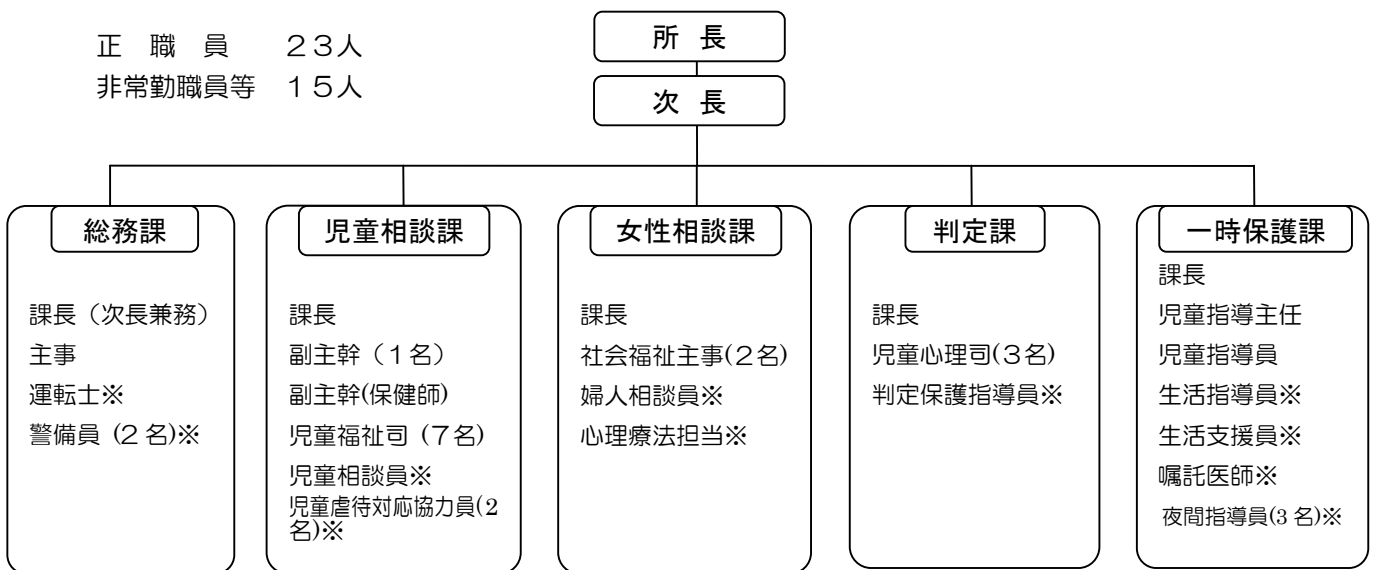 正　職　員　　２３人
非常勤職員等　１５人
所 長
次 長
総務課
課長（次長兼務）
主事
運転士※
警備員 (２名)※
児童相談課
課長
副主幹（１名）
副主幹(保健師)
児童福祉司 (７名)
児童相談員※
児童虐待対応協力員(2
名)※
女性相談課
課長
社会福祉主事(２名)
婦人相談員※
心理療法担当※
判定課
課長
児童心理司(３名)
判定保護指導員※
一時保護課
課長
児童指導主任
児童指導員
生活指導員※
生活支援員※
嘱託医師※
夜間指導員(3 名)※